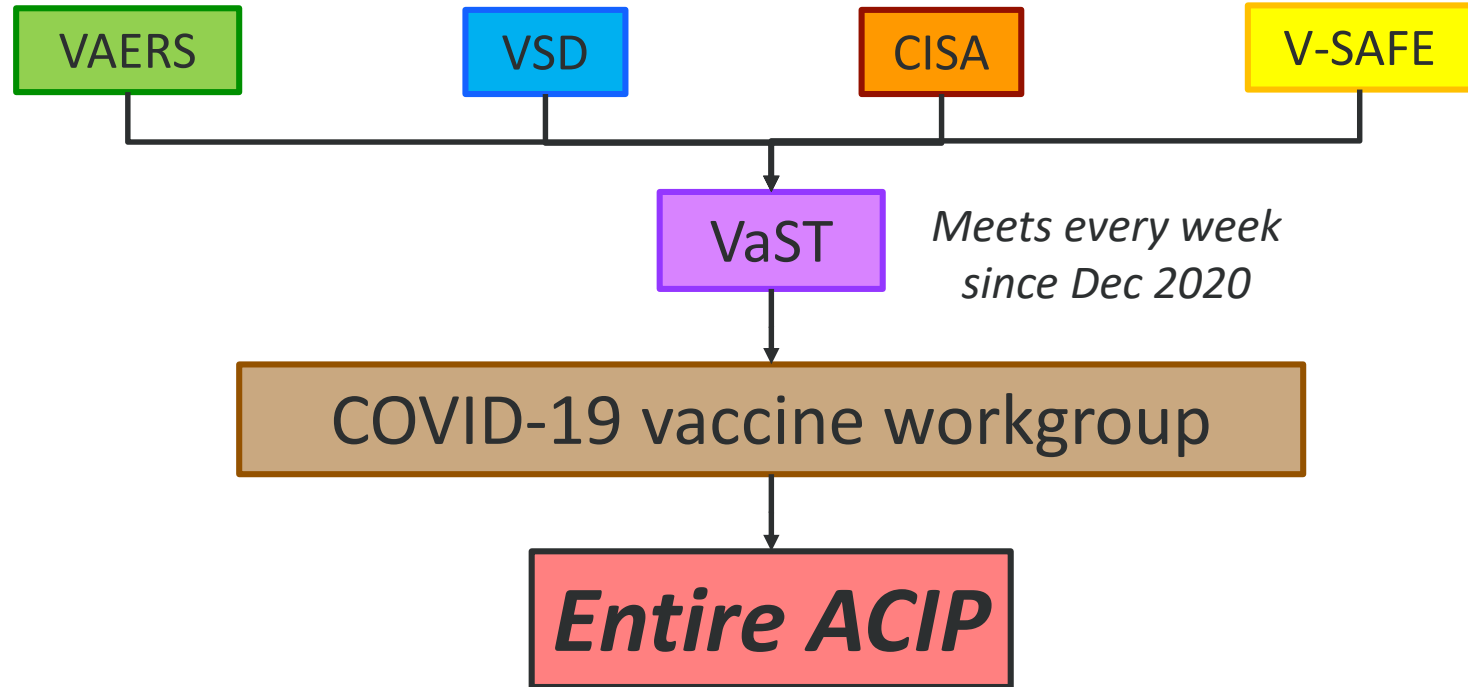 VAERS
VSD
CISA
V-SAFE
VaST
Meets every week
since Dec 2020
COVID-19 vaccine workgroup
Entire ACIP